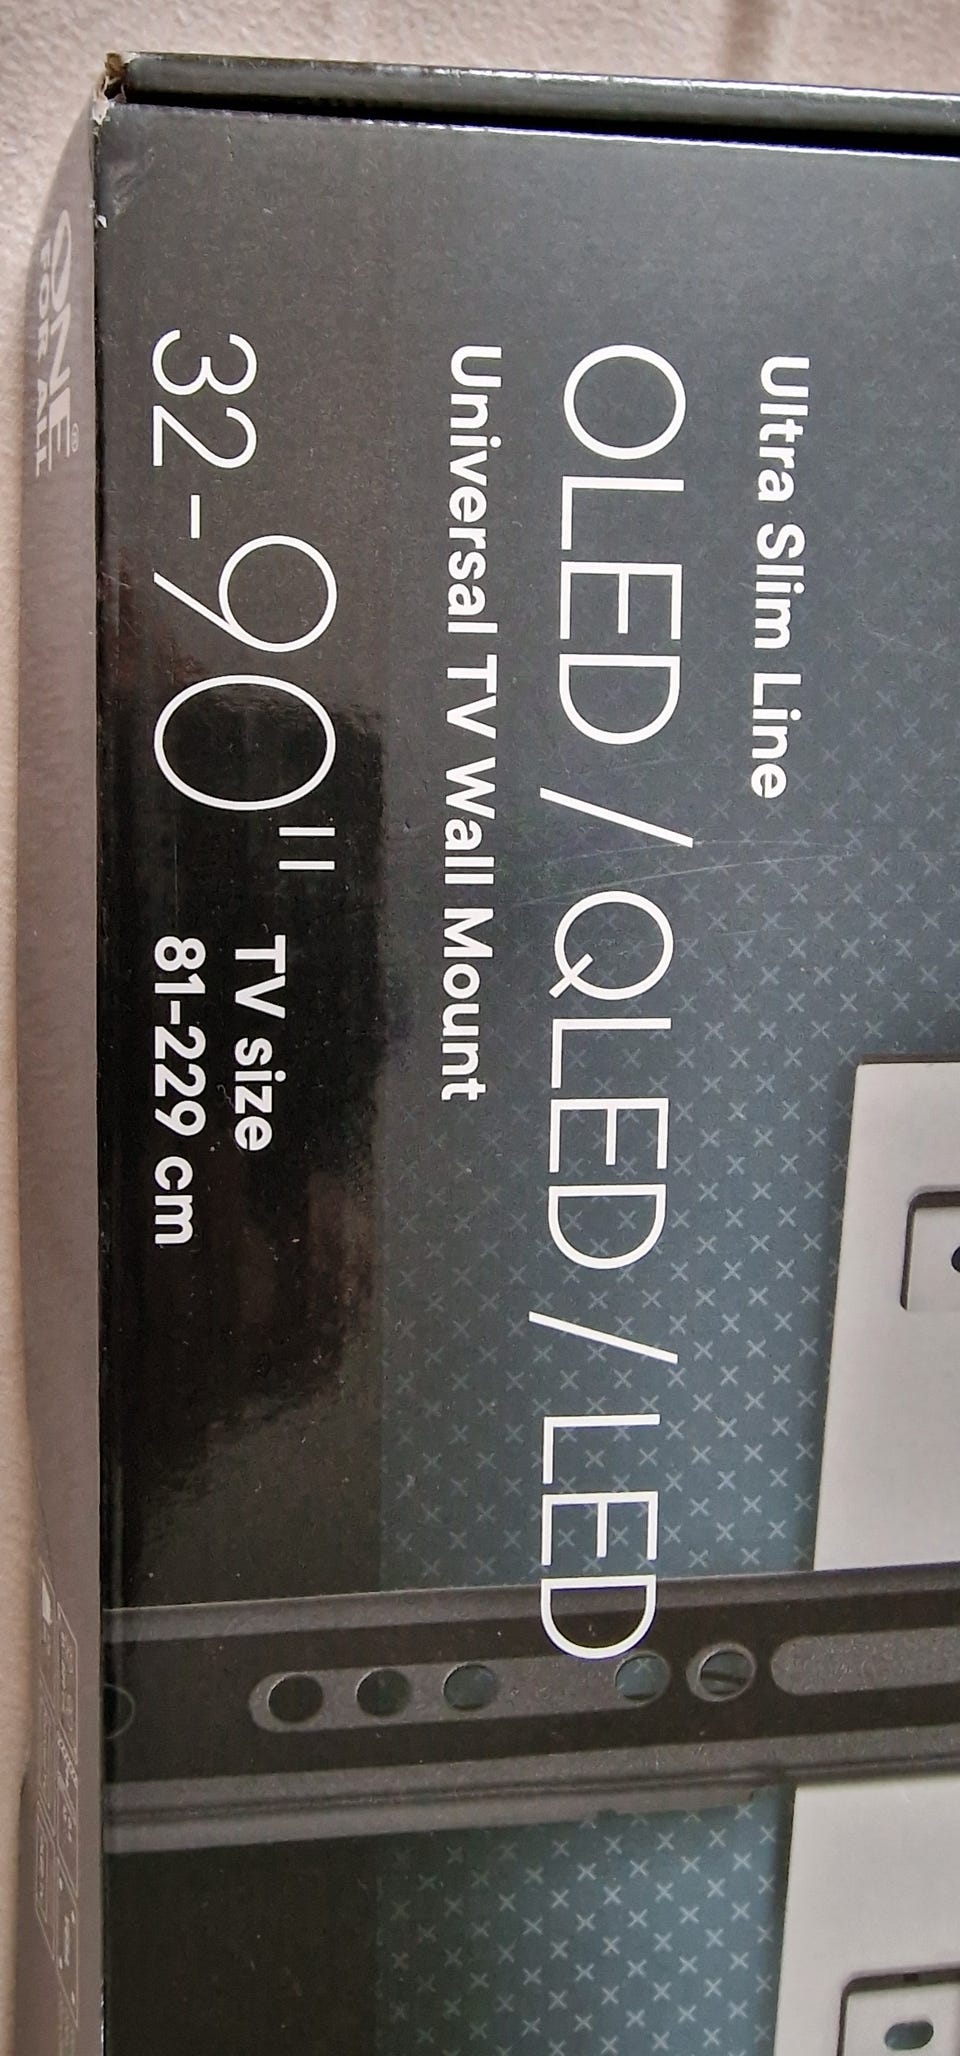 Ultra Slim Line
OLED / QLED / LED
Universal TV Wall Mount
32-90"
TV size
81-229 cm
ONE®
FOR ALL